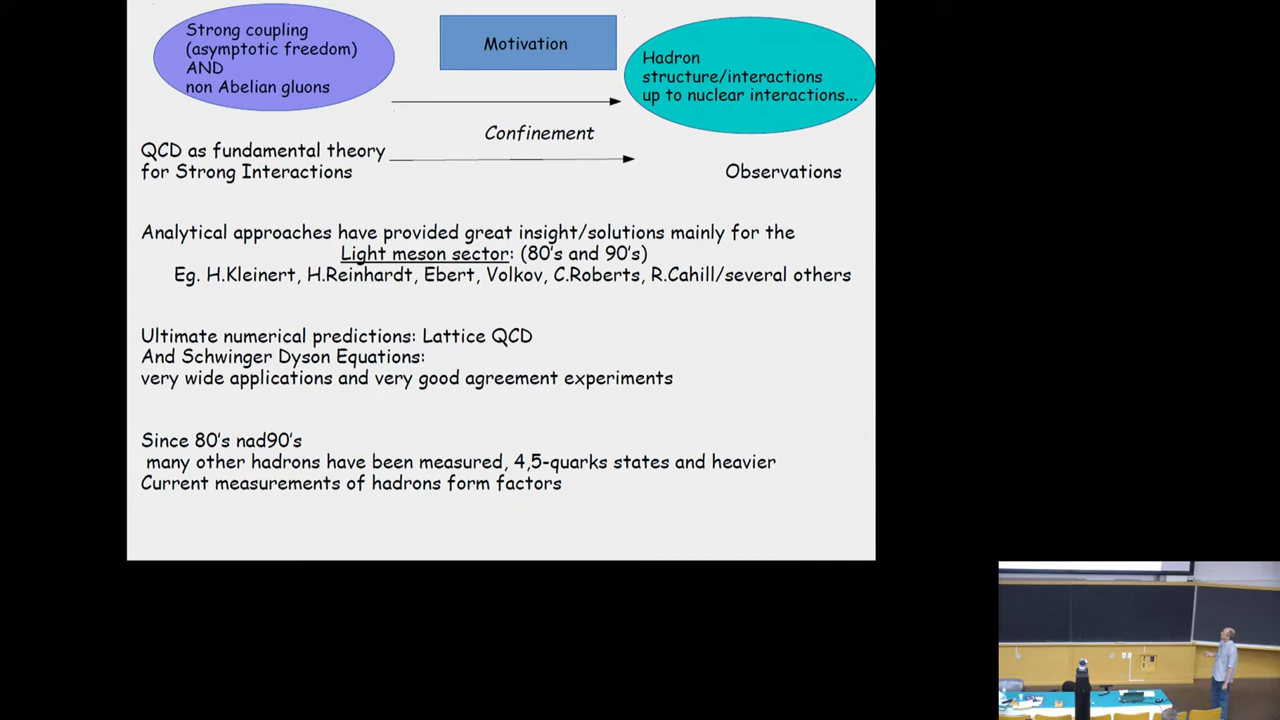 Strong coupling
(asymptotic freedom)
AND
non Abelian gluons
Motivation
Hadron
structure/interactions
up to nuclear interactions...
Confinement
QCD as fundamental theory
for Strong Interactions
Observations
Analytical approaches have provided great insight/solutions mainly for the
Light meson sector: (80's and 90's)
Eg. H.Kleinert, H.Reinhardt, Ebert, Volkov, C.Roberts, R.Cahill/several others
Ultimate numerical predictions: Lattice QCD
And Schwinger Dyson Equations:
very wide applications and very good agreement experiments
Since 80's nad90's
many other hadrons have been measured, 4,5-quarks states and heavier
Current measurements of hadrons form factors